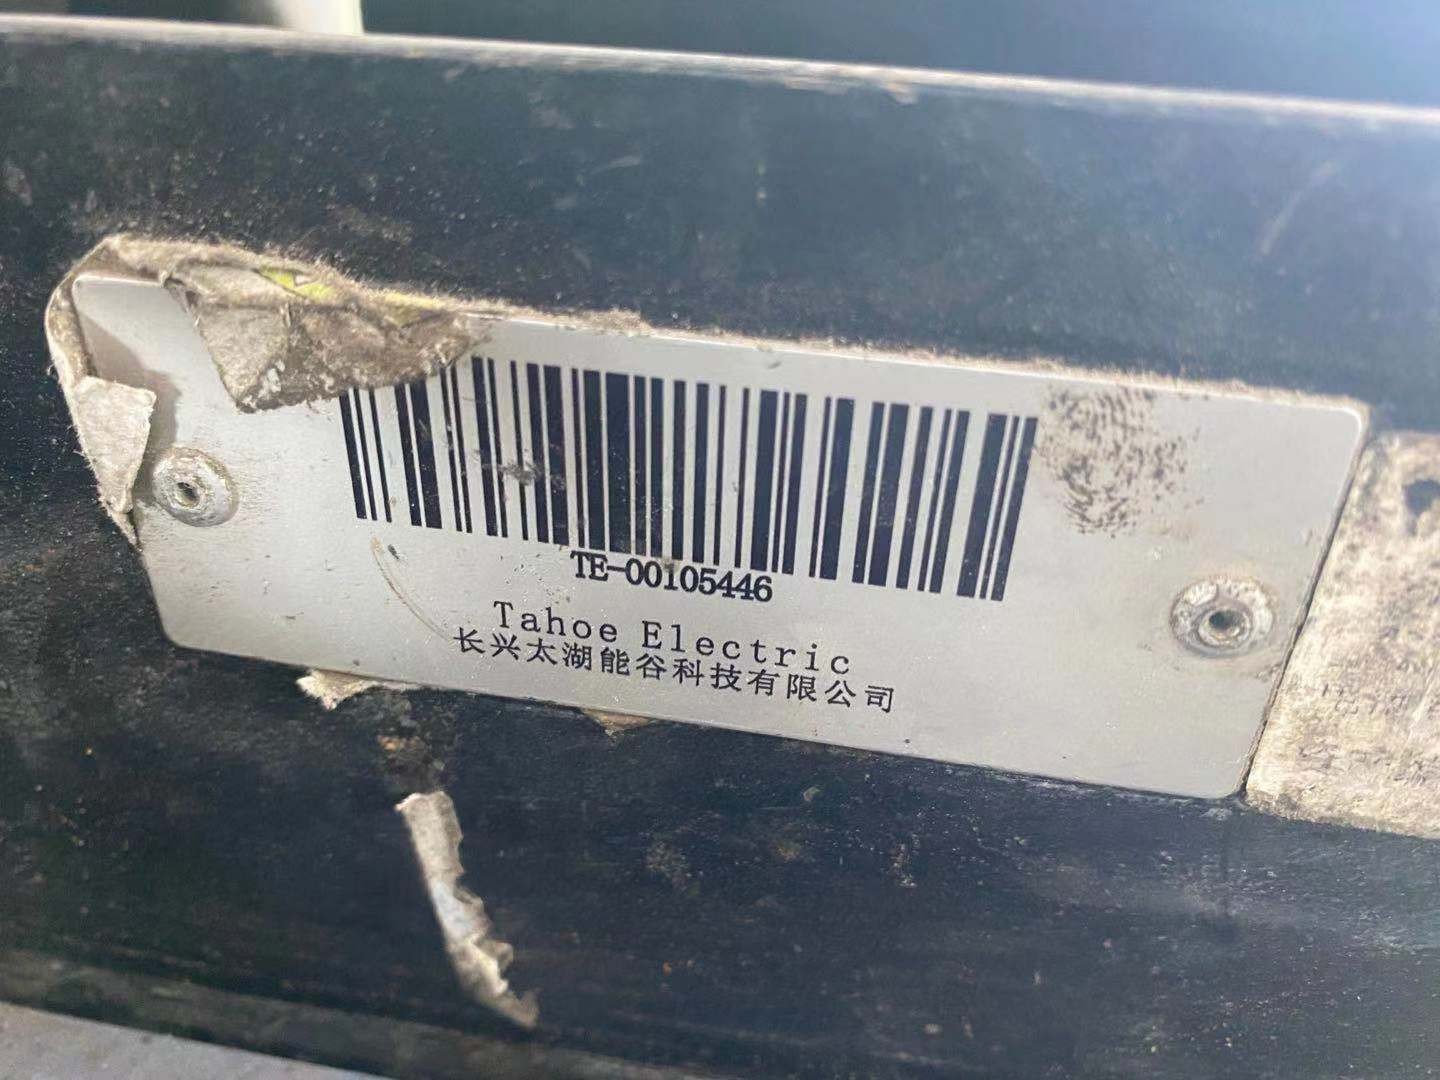 TE-00105446
Tahoe Electric
长兴太湖能谷科技有限公司